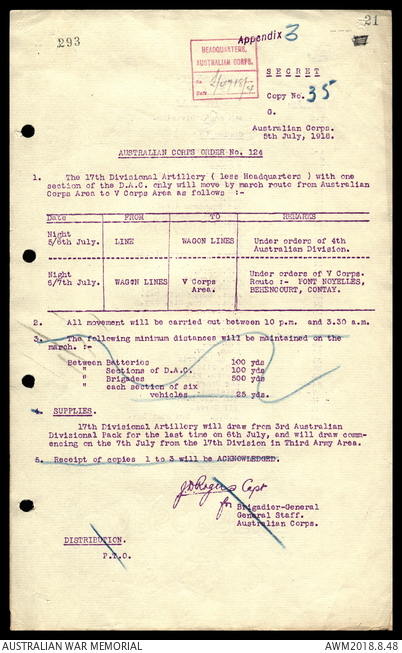 293
Appendix 3
21
HEADQUARTERS,
AUSTRALIAN CORPS.
No
Date
SECRET
Copy No. 35
G.
Australian Corps.
5th July, 1918.
AUSTRALIAN CORPS ORDER No. 124
1. The 17th Divisional Artillery ( less Headquarters ) with one
section of the D.A.C. only will move by march route from Australian
Corps Area to V Corps Area as follows :-
Date FROM TO REMARKS
Night
5/6th July. LINE WAGON LINES Under orders of 4th
Australian Division.
Night
6/7th July. WAGON LINES V Corps
Area. Under orders of V Corps.
Route :- PONT NOYELLES,
BEHENCOURT, CONTAY.
2. All movement will be carried out between 10 p.m. and 3.30 a.m.
3. The following minimum distances will be maintained on the
march. :-
Between Batteries 100 yds
" Sections of D.A.C. 100 yds
" Brigades 500 yds
" each section of six
vehicles 25 yds.
4. SUPPLIES.
17th Divisional Artillery will draw from 3rd Australian
Divisional Pack for the last time on 6th July, and will draw comm-
encing on the 7th July from the 17th Division in Third Army Area.
5. Receipt of copies 1 to 3 will be ACKNOWLEDGED.
J D Rogers Capt
for Brigadier-General
General Staff.
Australian Corps.
DISTRIBUTION.
P.T.O.
AUSTRALIAN WAR MEMORIAL
AWM2018.8.48